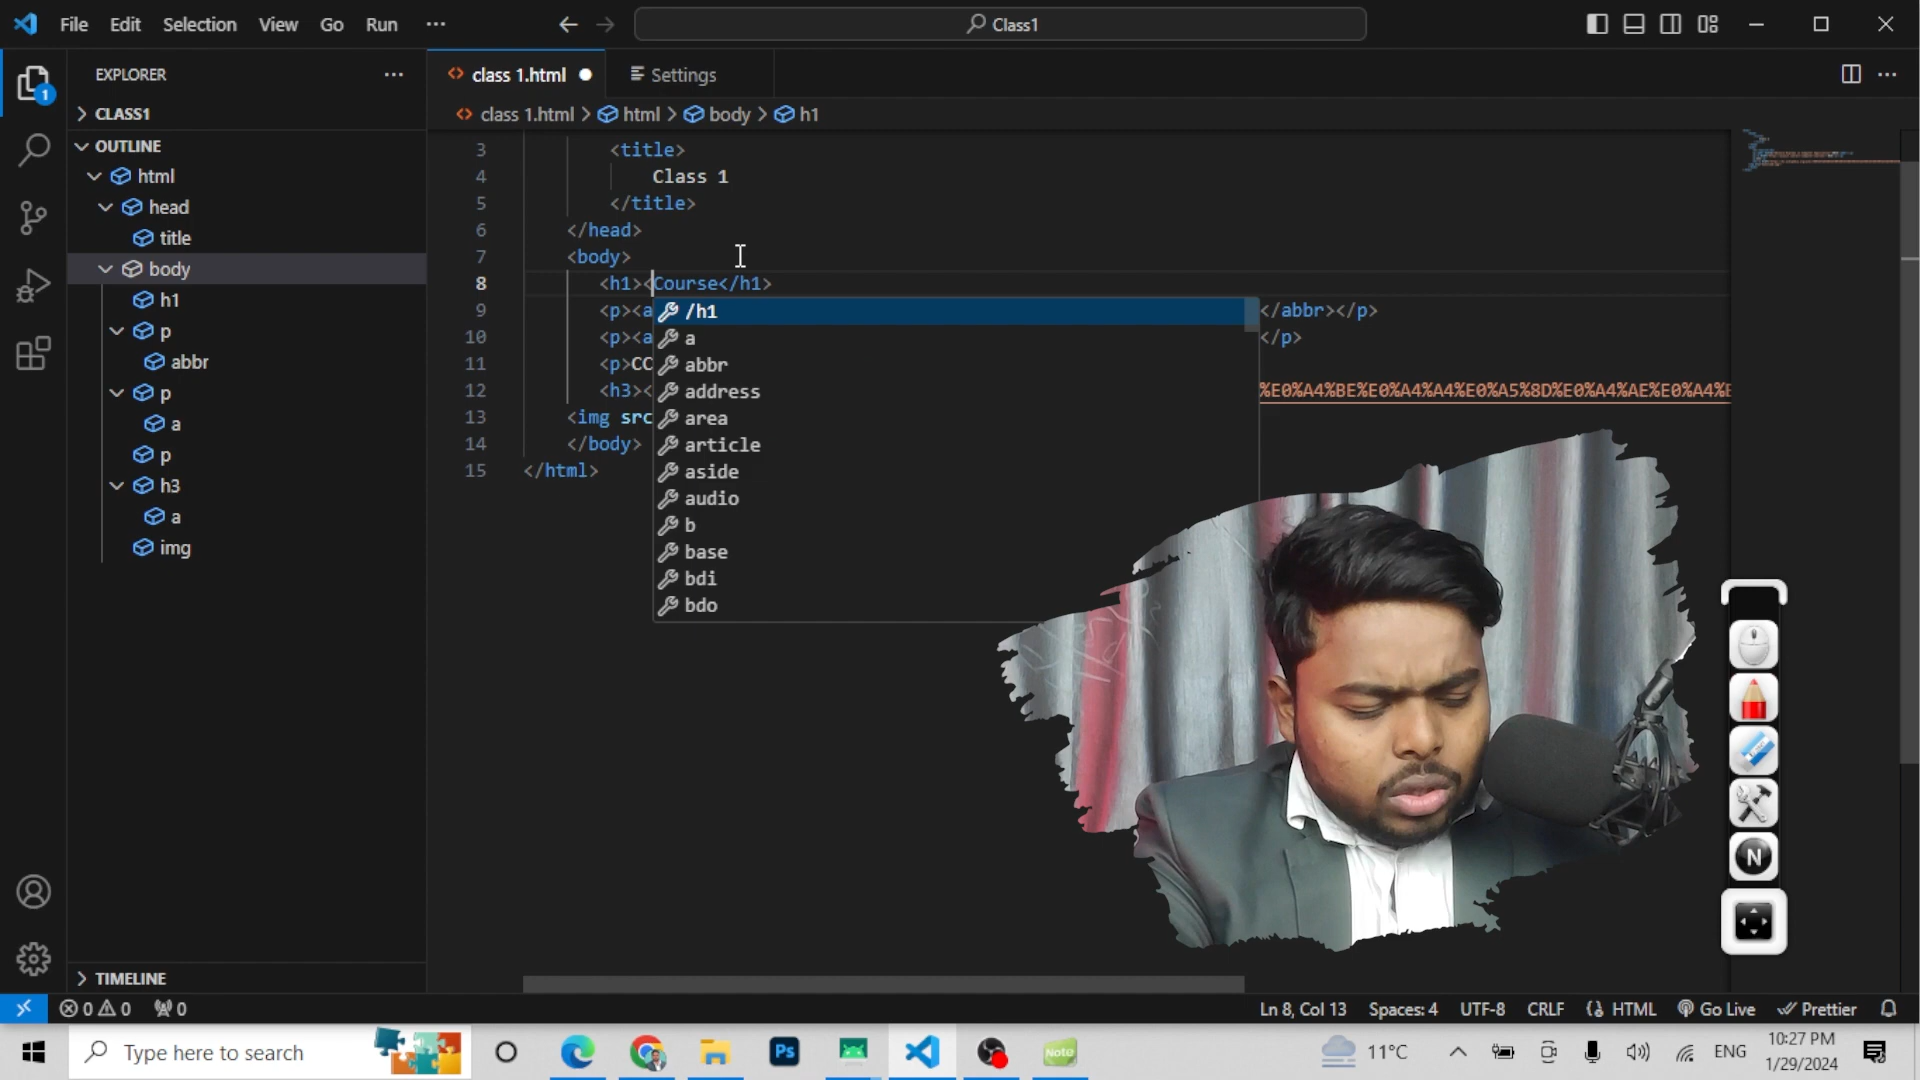 File Edit Selection View Go Run ··· Class1
EXPLORER ···
class 1.html Settings ···
CLASS1
class 1.html > html > body > h1
OUTLINE
html
head
title
body
h1
p
abbr
p
a
p
h3
a
img
3 <title>
4 Class 1
5 </title>
6 </head>
7 <body>
8 <h1><Course</h1>
9 <p><a </abbr></p>
10 <p><a </p>
11 <p>CC
12 <h3>< %E0%A4%BE%E0%A4%A4%E0%A5%8D%E0%A4%AE%E0%A4%B
13 <img src
14 </body>
15 </html>
/h1
a
abbr
address
area
article
aside
audio
b
base
bdi
bdo
1
N
TIMELINE
0 0 0 Ln 8, Col 13 Spaces: 4 UTF-8 CRLF HTML Go Live Prettier
Type here to search Ps Note 11°C ENG 10:27 PM
1/29/2024